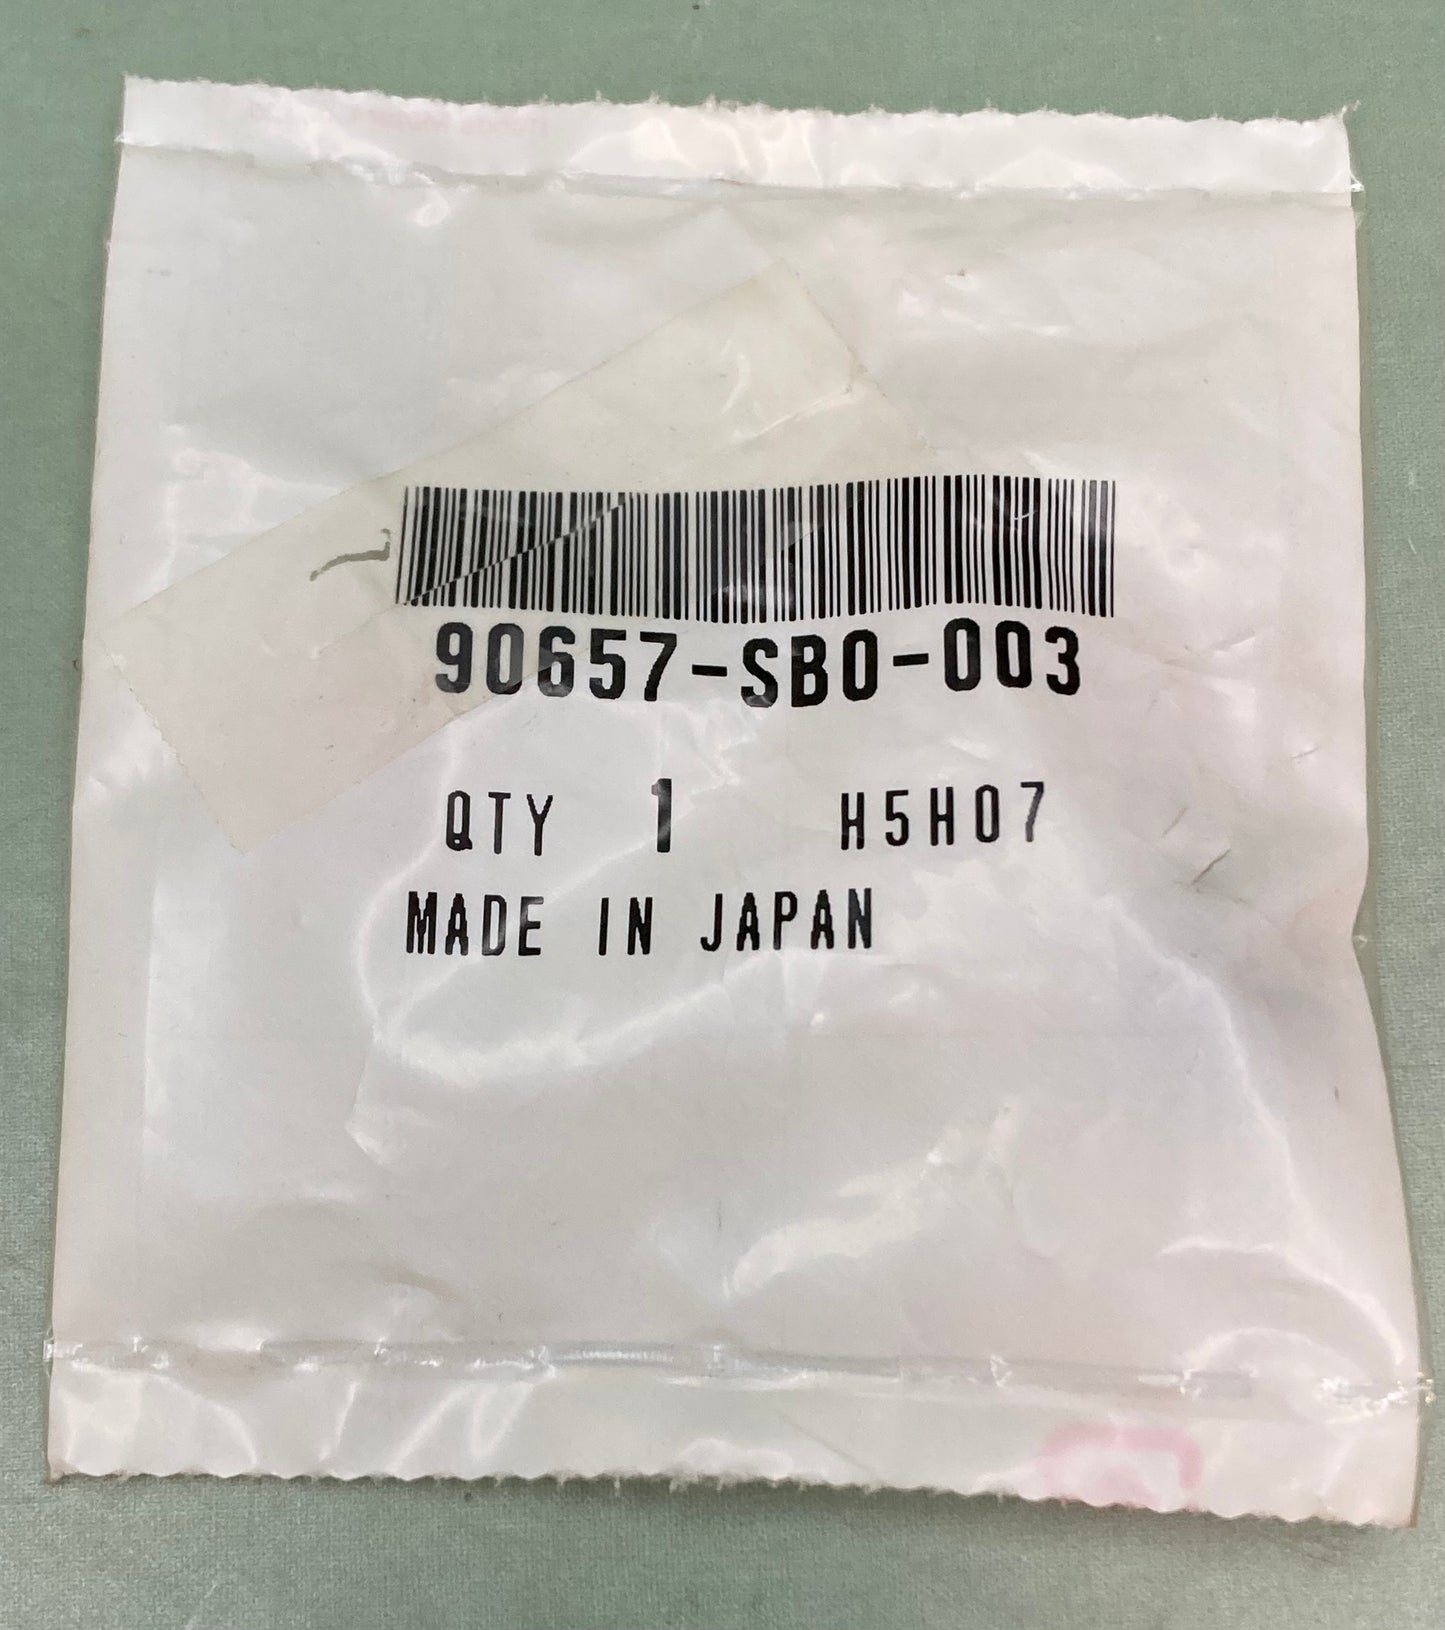 90657-SB0-003
QTY 1 H5H07
MADE IN JAPAN